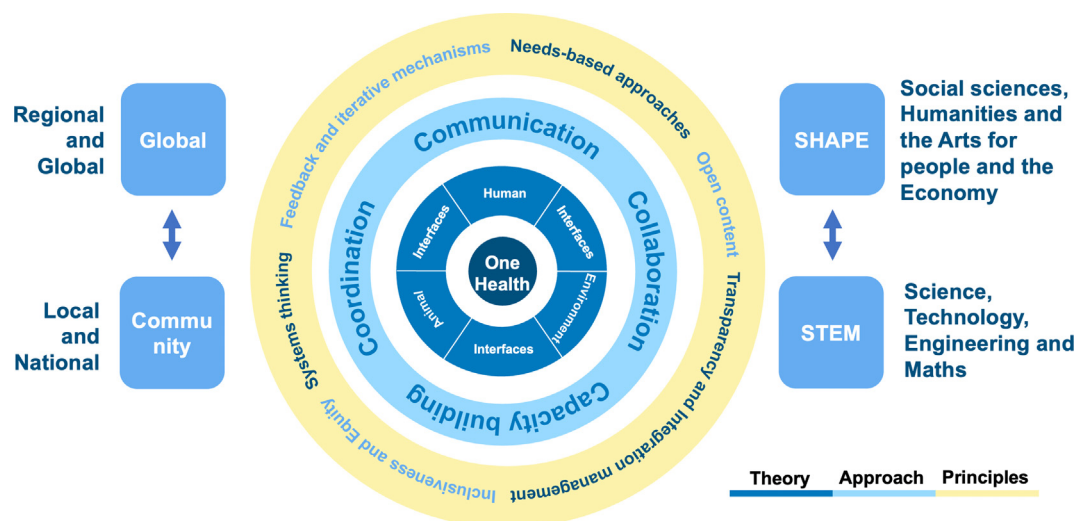 Regional
and
Global
Global
Local
and
National
Commu
nity
Feedback and iterative mechanisms
Needs-based approaches
Open content
Transparency and Integration management
Inclusiveness and Equity
Systems thinking
Communication
Collaboration
Capacity building
Coordination
Human
Interfaces
Environment
Interfaces
Animal
Interfaces
One
Health
SHAPE
Social sciences,
Humanities and
the Arts for
people and the
Economy
STEM
Science,
Technology,
Engineering and
Maths
Theory
Approach
Principles